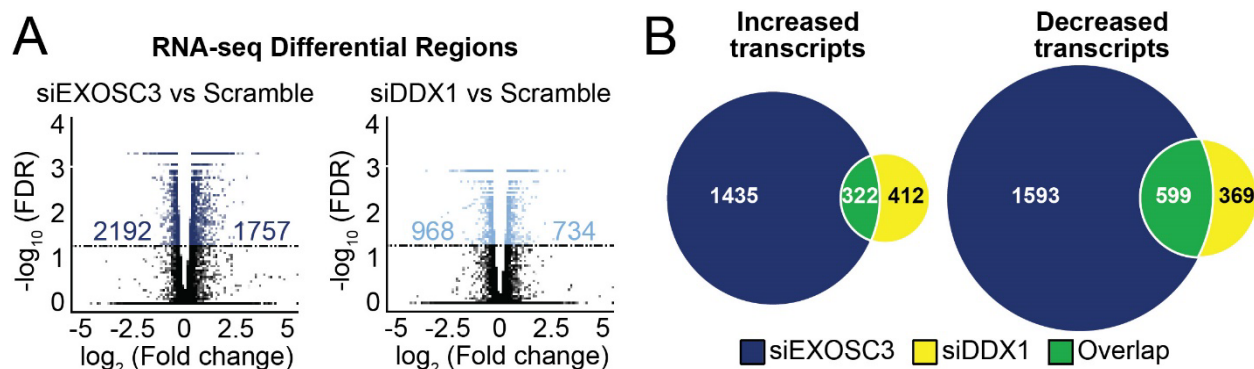 A
RNA-seq Differential Regions
siEXOSC3 vs Scramble
4
3
2
1
0
-log10 (FDR)
2192
1757
-5 -2.5 0 2.5 5
log2 (Fold change)
siDDX1 vs Scramble
4
3
2
1
0
-log10 (FDR)
968
734
-5 -2.5 0 2.5 5
log2 (Fold change)
B
Increased
transcripts
1435
322
412
Decreased
transcripts
1593
599
369
siEXOSC3
siDDX1
Overlap